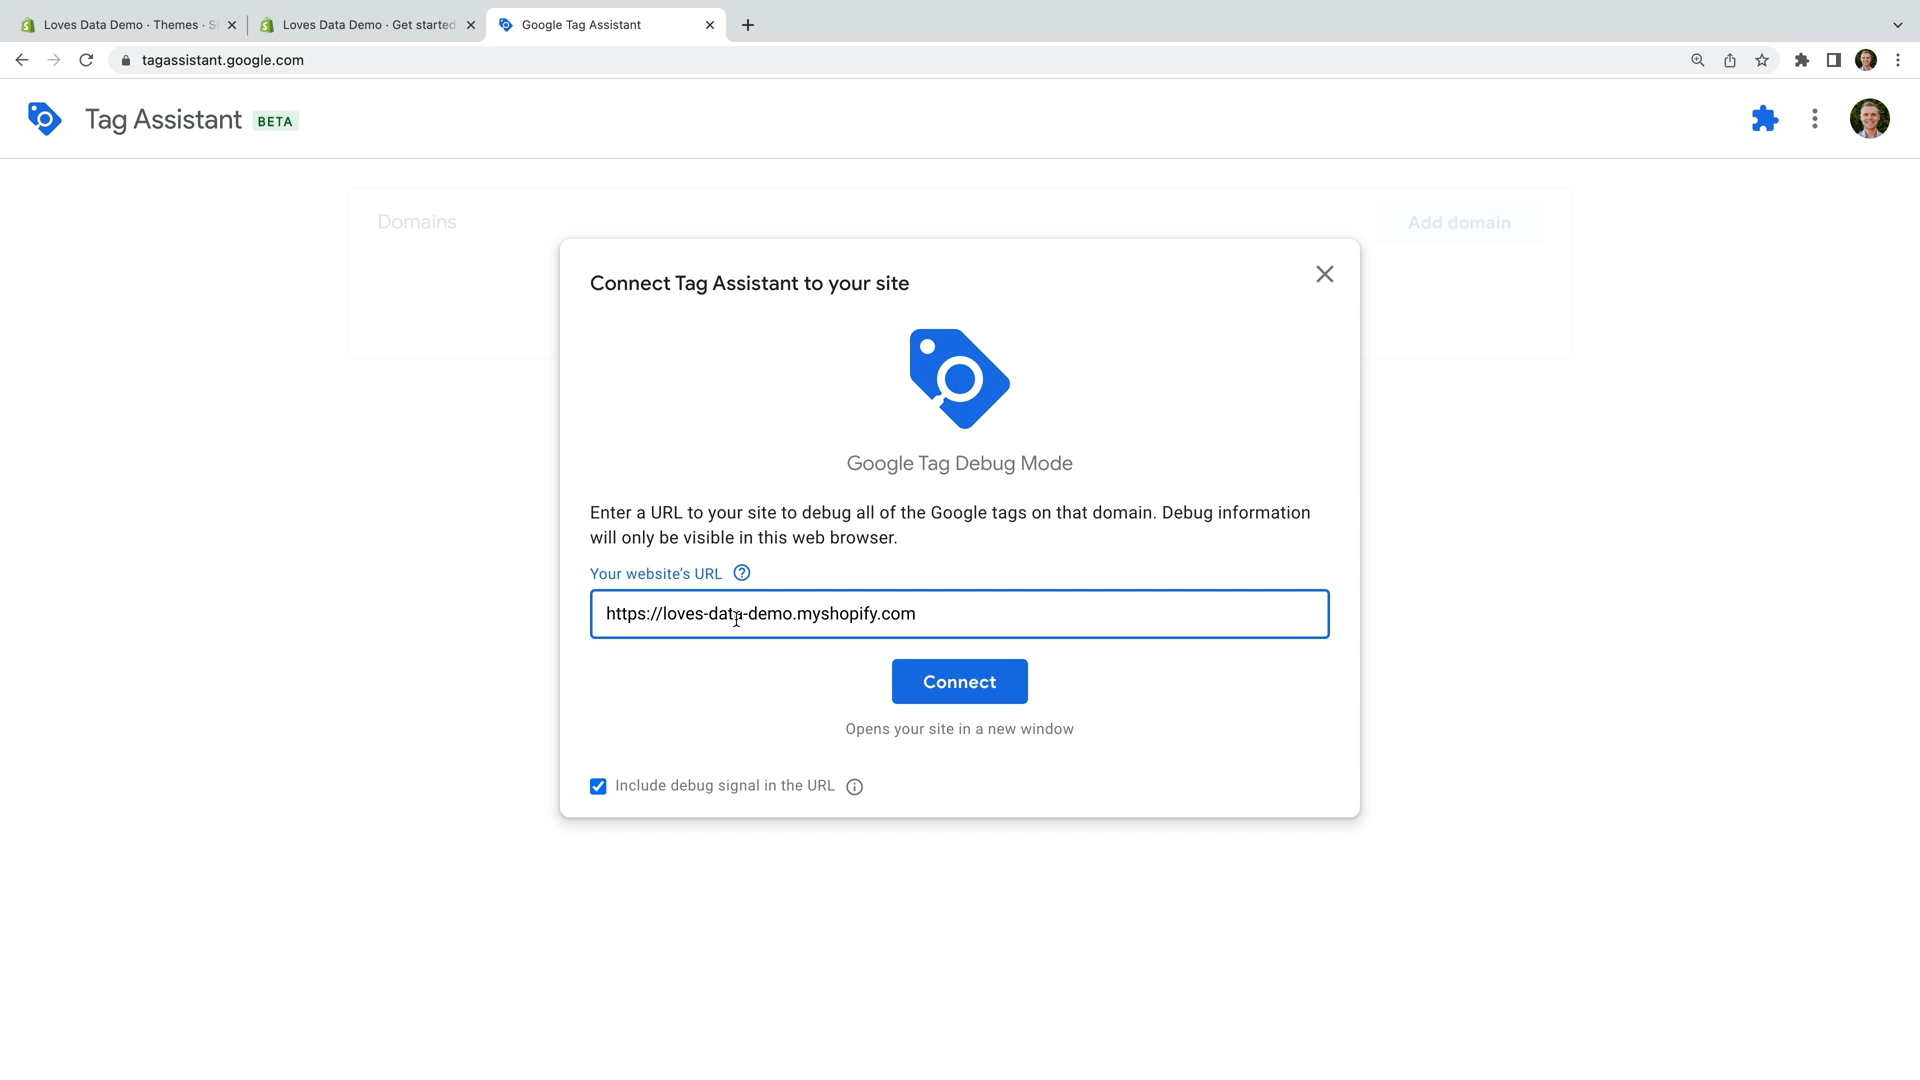 Loves Data Demo · Themes · S
Loves Data Demo · Get started
Google Tag Assistant
tagassistant.google.com
Tag Assistant BETA
Domains
Add domain
Connect Tag Assistant to your site
Google Tag Debug Mode
Enter a URL to your site to debug all of the Google tags on that domain. Debug information
will only be visible in this web browser.
Your website's URL
https://loves-data-demo.myshopify.com
Connect
Opens your site in a new window
Include debug signal in the URL